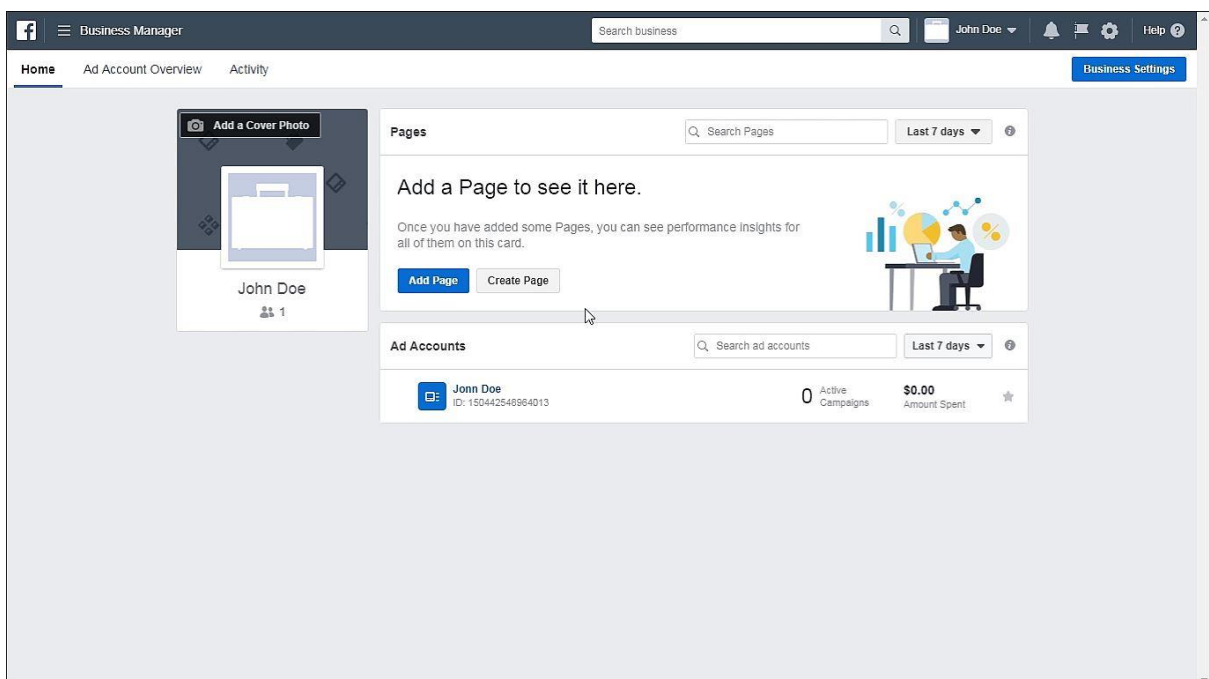 Business Manager
Search business
John Doe
Help
Home
Ad Account Overview
Activity
Business Settings
Add a Cover Photo
John Doe
1
Pages
Search Pages
Last 7 days
Add a Page to see it here.
Once you have added some Pages, you can see performance insights for
all of them on this card.
Add Page
Create Page
Ad Accounts
Search ad accounts
Last 7 days
Jonn Doe
ID: 150442546964013
0
Active
Campaigns
$0.00
Amount Spent